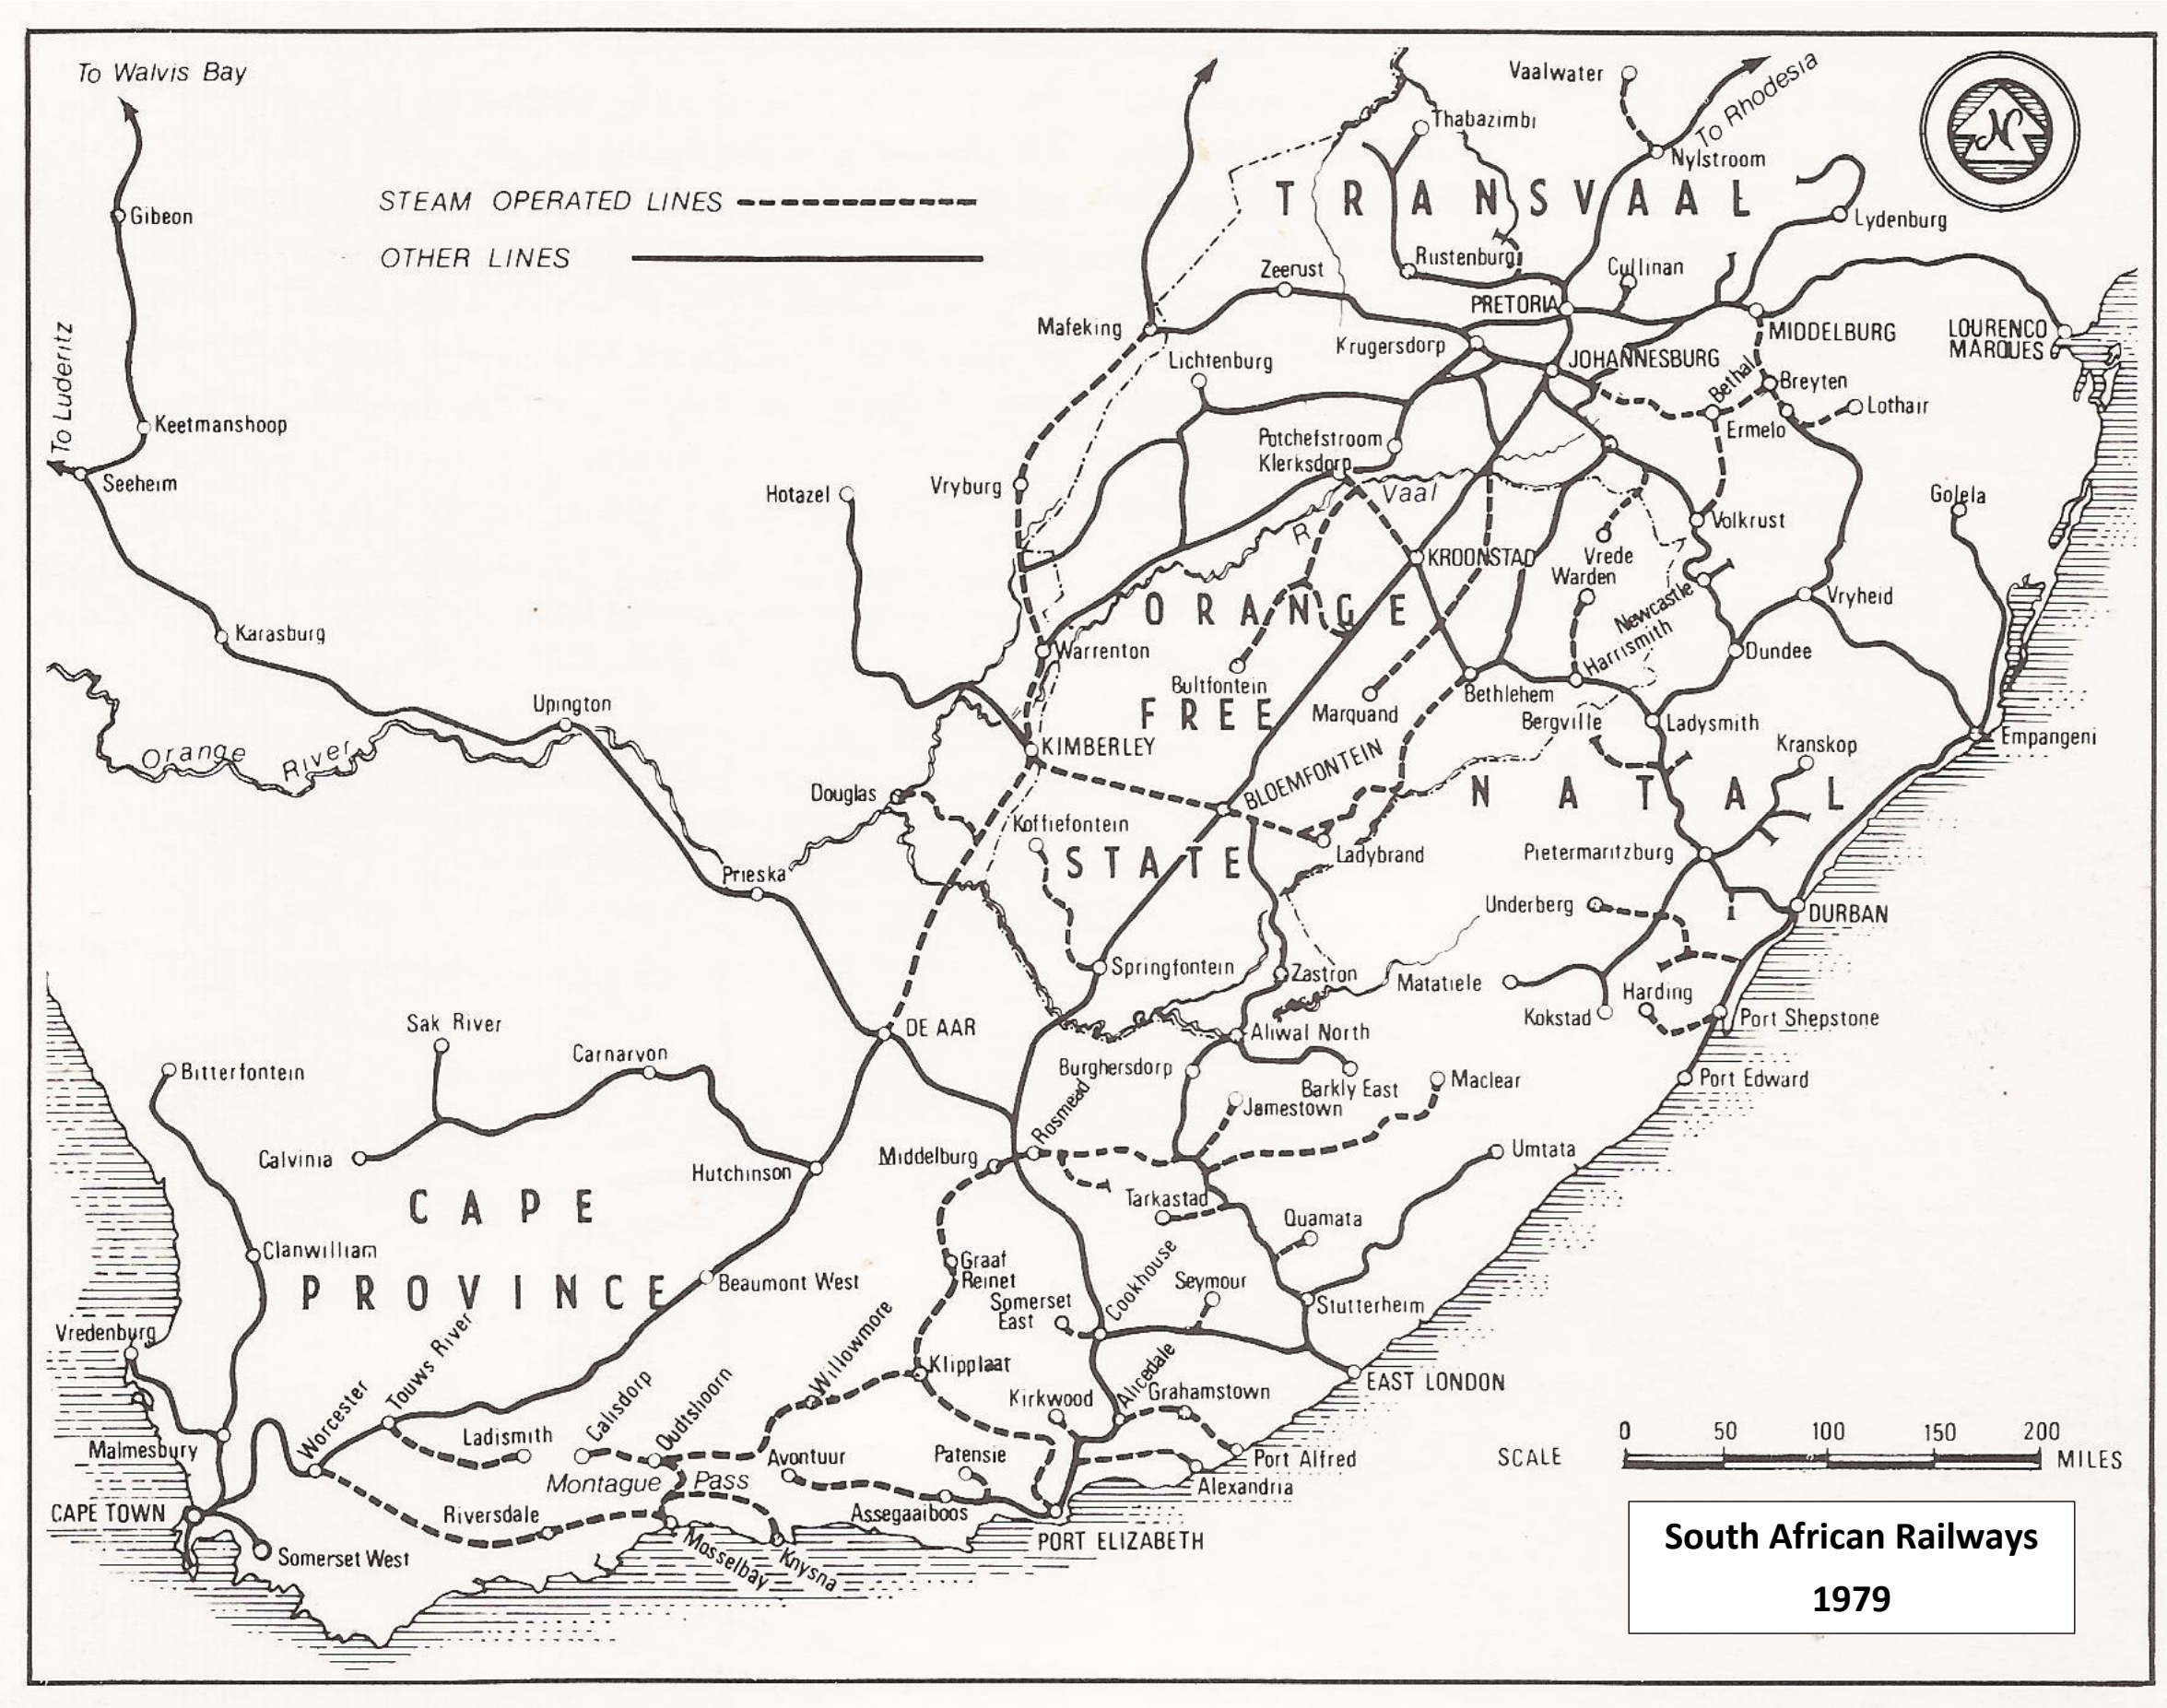 To Walvis Bay
Vaalwater
To Rhodesia
Thabazimbi
N
Nylstroom
STEAM OPERATED LINES
TRANSVAAL
Gibeon
Lydenburg
OTHER LINES
Zeerust
Rustenburg
Cullinan
PRETORIA
Mafeking
Krugersdorp
MIDDELBURG
LOURENCO
MARQUES
To Luderitz
Lichtenburg
JOHANNESBURG
Bethal
Breyten
Lothair
Keetmanshoop
Potchefstroom
Ermelo
Klerksdorp
Seeheim
Hotazel
Vryburg
Vaal
R
Golela
Volkrust
KROONSTAD
Vrede
Warden
Newcastle
Vryheid
ORANGE
Karasburg
Harrismith
Warrenton
Dundee
Bultfontein
Bethlehem
Upington
FREE
Marquand
Bergville
Ladysmith
Orange River
KIMBERLEY
Kranskop
Empangeni
BLOEMFONTEIN
Douglas
NATAL
Koffiefontein
STATE
Ladybrand
Pietermaritzburg
Prieska
Underberg
DURBAN
Springfontein
Zastron
Matatiele
Harding
Sak River
Kokstad
Port Shepstone
DE AAR
Aliwal North
Carnarvon
Bitterfontein
Burghersdorp
Barkly East
Maclear
Port Edward
Rosmead
Jamestown
Calvinia
Hutchinson
Middelburg
Umtata
CAPE
Tarkastad
Quamata
Clanwilliam
Graaf
Reinet
PROVINCE
Beaumont West
Cookhouse
Seymour
Somerset
East
Stutterheim
Vredenburg
Touws River
Willowmore
Klipplaat
Alicedale
EAST LONDON
Worcester
Calisdorp
Oudtshoorn
Kirkwood
Grahamstown
Malmesbury
Ladismith
Avontuur
Patensie
Port Alfred
0 50 100 150 200
SCALE
MILES
Montague Pass
Alexandria
CAPE TOWN
Riversdale
Assegaaiboos
PORT ELIZABETH
Somerset West
Mosselbay
Knysna
South African Railways
1979